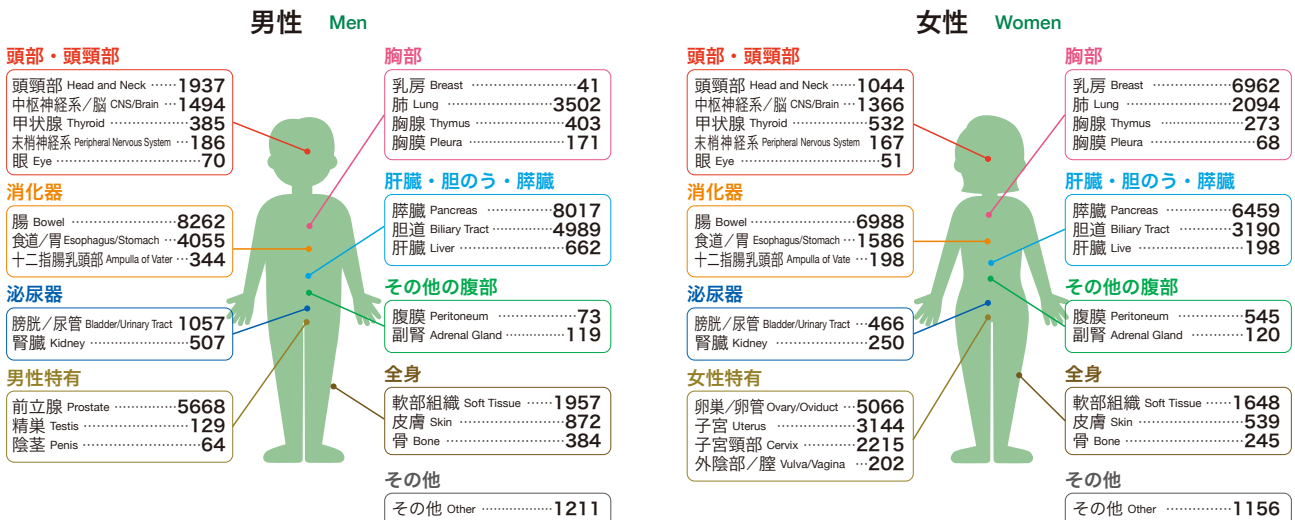 男性 Men
頭部・頭頸部
頭頸部 Head and Neck ……1937
中枢神経系/脳 CNS/Brain ……1494
甲状腺 Thyroid ……385
末梢神経系 Peripheral Nervous System …186
眼 Eye ……70
消化器
腸 Bowel ……8262
食道/胃 Esophagus/Stomach …4055
十二指腸乳頭部 Ampulla of Vater …344
泌尿器
膀胱/尿管 Bladder/Urinary Tract 1057
腎臓 Kidney ……507
男性特有
前立腺 Prostate ……5668
精巣 Testis ……129
陰茎 Penis ……64
胸部
乳房 Breast ……41
肺 Lung ……3502
胸腺 Thymus ……403
胸膜 Pleura ……171
肝臓・胆のう・膵臓
膵臓 Pancreas ……8017
胆道 Biliary Tract ……4989
肝臓 Liver ……662
その他の腹部
腹膜 Peritoneum ……73
副腎 Adrenal Gland ……119
全身
軟部組織 Soft Tissue ……1957
皮膚 Skin ……872
骨 Bone ……384
その他
その他 Other ……1211
女性 Women
頭部・頭頸部
頭頸部 Head and Neck ……1044
中枢神経系/脳 CNS/Brain ……1366
甲状腺 Thyroid ……532
末梢神経系 Peripheral Nervous System 167
眼 Eye ……51
消化器
腸 Bowel ……6988
食道/胃 Esophagus/Stomach …1586
十二指腸乳頭部 Ampulla of Vate …198
泌尿器
膀胱/尿管 Bladder/Urinary Tract …466
腎臓 Kidney ……250
女性特有
卵巣/卵管 Ovary/Oviduct …5066
子宮 Uterus ……3144
子宮頸部 Cervix ……2215
外陰部/膣 Vulva/Vagina …202
胸部
乳房 Breast ……6962
肺 Lung ……2094
胸腺 Thymus ……273
胸膜 Pleura ……68
肝臓・胆のう・膵臓
膵臓 Pancreas ……6459
胆道 Biliary Tract ……3190
肝臓 Live ……198
その他の腹部
腹膜 Peritoneum ……545
副腎 Adrenal Gland ……120
全身
軟部組織 Soft Tissue ……1648
皮膚 Skin ……539
骨 Bone ……245
その他
その他 Other ……1156